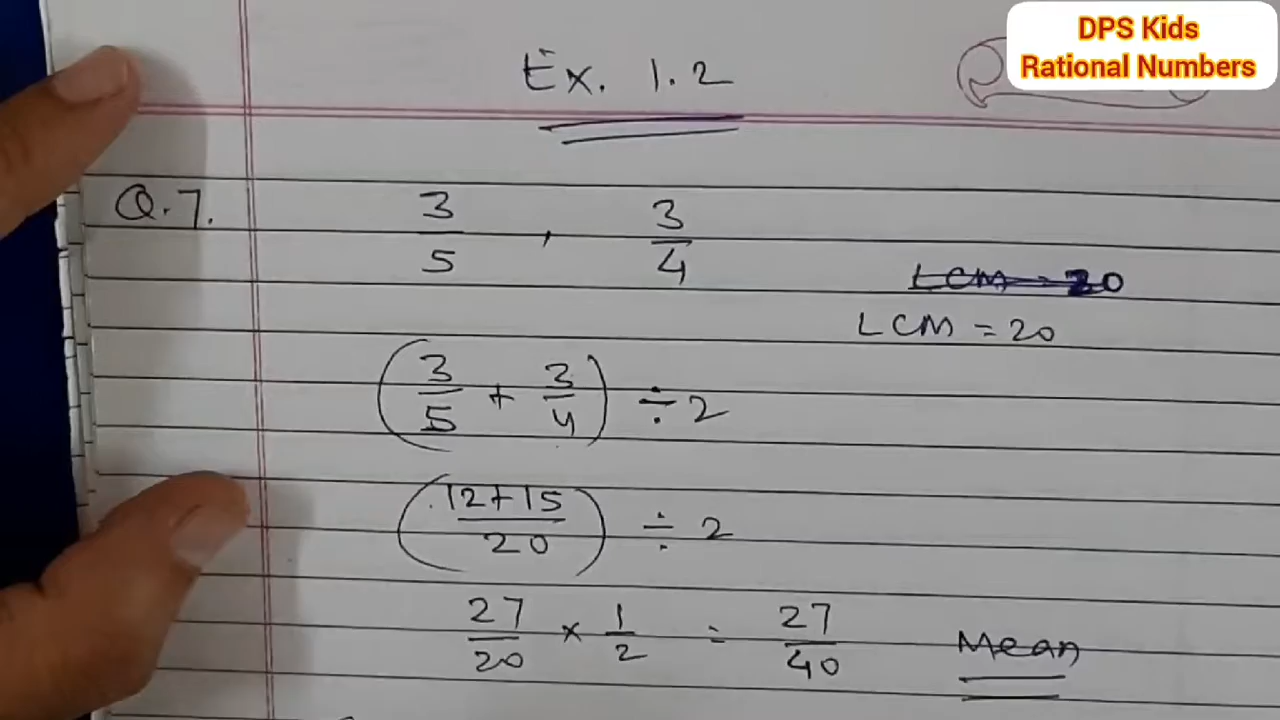 DPS Kids
Rational Numbers
Ex. 1.2
Q.7. 3/5 , 3/4
LCM = 20
LCM = 20
(3/5 + 3/4) ÷ 2
(12+15/20) ÷ 2
27/20 × 1/2 = 27/40 Mean